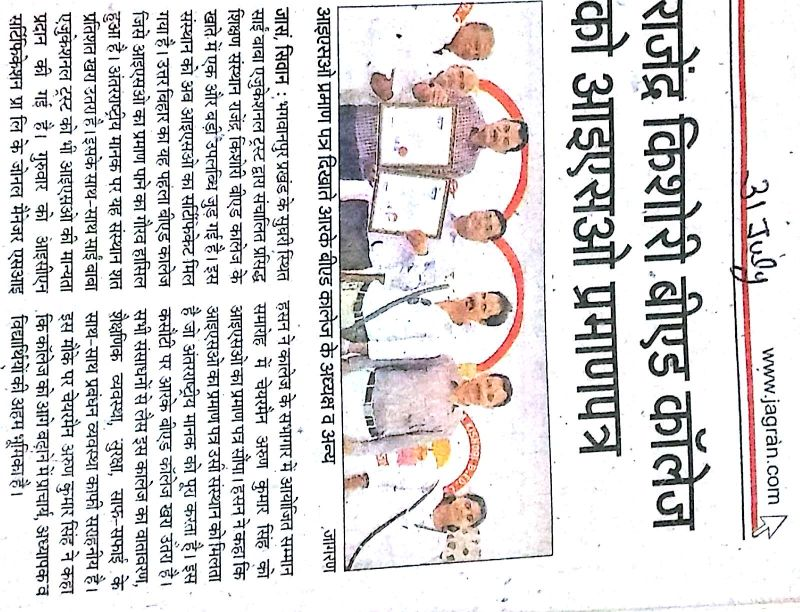 31 July
www.jagran.com
राजेंद्र किशोरी बीएड कॉलेज
को आइएसओ प्रमाणपत्र
आइएसओ प्रमाण पत्र दिखाते आरके बीएड कालेज के अध्यक्ष व अन्य
जागरण
जासं, सिवान : भगवानपुर प्रखंड के सुघरी स्थित
साईं बाबा एजुकेशनल ट्रस्ट द्वारा संचालित प्रसिद्ध
शिक्षण संस्थान राजेंद्र किशोरी बीएड कालेज के
खाते में एक और बड़ी उपलब्धि जुड़ गई है। इस
संस्थान को अब आइएसओ का सर्टिफिकेट मिल
गया है। उत्तर बिहार का यह पहला बीएड कालेज
जिसे आइएसओ का प्रमाण पाने का गौरव हासिल
हुआ है। अंतरराष्ट्रीय मानक पर यह संस्थान शत
प्रतिशत खरा उतरा है। इसके साथ-साथ साईं बाबा
एजुकेशनल ट्रस्ट को भी आइएसओ की मान्यता
प्रदान की गई है। गुरुवार को आइसीएन
सर्टिफिकेशन प्रा लि के जोनल मैनेजर एसआइ
हसन ने कालेज के सभागार में आयोजित सम्मान
समारोह में चेयरमैन अरुण कुमार सिंह को
आइएसओ का प्रमाण पत्र सौंपा। हसन ने कहा कि
आइएसओ का प्रमाण पत्र उसी संस्थान को मिलता
है जो अंतरराष्ट्रीय मानक को पूरा करता है। इस
कसौटी पर आरके बीएड कॉलेज खरा उतरा है।
सभी संसाधनों से लैस इस कालेज का वातावरण,
शैक्षणिक व्यवस्था, सुरक्षा, साफ-सफाई के
साथ-साथ प्रबंधन व्यवस्था काफी सराहनीय है।
इस मौके पर चेयरमैन अरुण कुमार सिंह ने कहा
कि कॉलेज को आगे बढ़ाने में प्राचार्य, अध्यापक व
विद्यार्थियों का अहम भूमिका है।